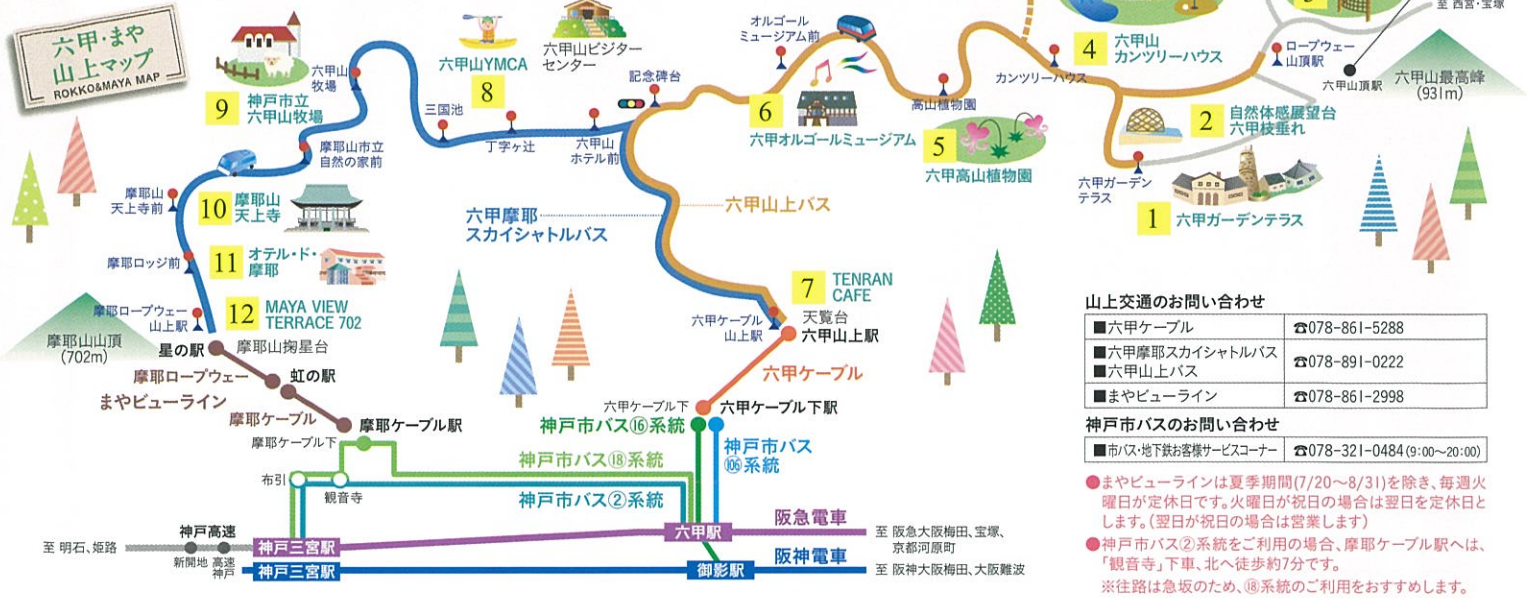 六甲・まや
山上マップ
ROKKO&MAYA MAP
9
神戸市立
六甲山牧場
六甲山
牧場
六甲山YMCA
8
六甲山ビジター
センター
三国池
丁字ヶ辻
六甲山
ホテル前
記念碑台
オルゴール
ミュージアム前
6
六甲オルゴールミュージアム
高山植物園
5
六甲高山植物園
カンツリーハウス
4
六甲山
カンツリーハウス
ロープウェー
山頂駅
六甲山頂駅
至 西宮・宝塚
六甲山最高峰
(931m)
2
自然体感展望台
六甲枝垂れ
六甲ガーデン
テラス
1
六甲ガーデンテラス
摩耶山市立
自然の家前
摩耶山
天上寺前
10
摩耶山
天上寺
摩耶ロッジ前
11
オテル・ド・
摩耶
摩耶ロープウェー
山上駅
12
MAYA VIEW
TERRACE 702
摩耶山山頂
(702m)
星の駅
摩耶山掬星台
摩耶ロープウェー
虹の駅
まやビューライン
摩耶ケーブル
摩耶ケーブル駅
摩耶ケーブル下
六甲摩耶
スカイシャトルバス
六甲山上バス
7
TENRAN
CAFE
天覧台
六甲ケーブル
山上駅
六甲山上駅
六甲ケーブル
六甲ケーブル下
六甲ケーブル下駅
神戸市バス⑯系統
神戸市バス
106系統
神戸市バス⑱系統
神戸市バス②系統
布引
観音寺
神戸高速
至 明石、姫路
新開地
高速
神戸
神戸三宮駅
六甲駅
阪急電車
至 阪急大阪梅田、宝塚、
京都河原町
神戸三宮駅
御影駅
阪神電車
至 阪神大阪梅田、大阪難波
山上交通のお問い合わせ
■六甲ケーブル ☎078-861-5288
■六甲摩耶スカイシャトルバス
■六甲山上バス ☎078-891-0222
■まやビューライン ☎078-861-2998
神戸市バスのお問い合わせ
■市バス・地下鉄お客様サービスコーナー ☎078-321-0484(9:00〜20:00)
●まやビューラインは夏季期間(7/20〜8/31)を除き、毎週火
曜日が定休日です。火曜日が祝日の場合は翌日を定休日と
します。(翌日が祝日の場合は営業します)
●神戸市バス②系統をご利用の場合、摩耶ケーブル駅へは、
「観音寺」下車、北へ徒歩約7分です。
※往路は急坂のため、⑱系統のご利用をおすすめします。